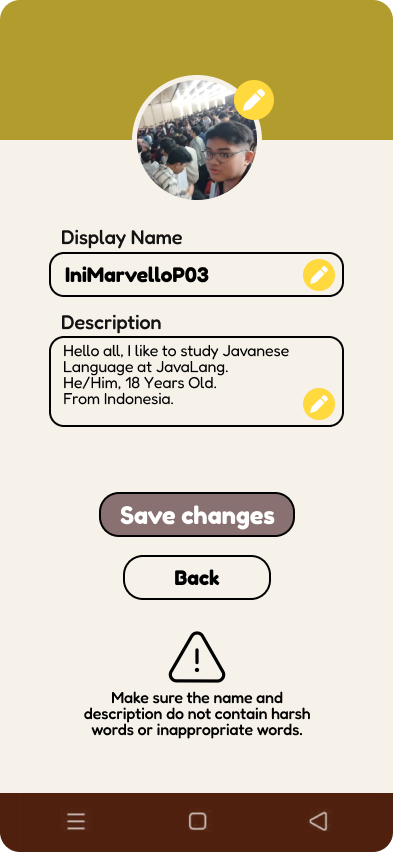 Display Name
IniMarvelloP03
Description
Hello all, I like to study Javanese
Language at JavaLang.
He/Him, 18 Years Old.
From Indonesia.
Save changes
Back
Make sure the name and
description do not contain harsh
words or inappropriate words.